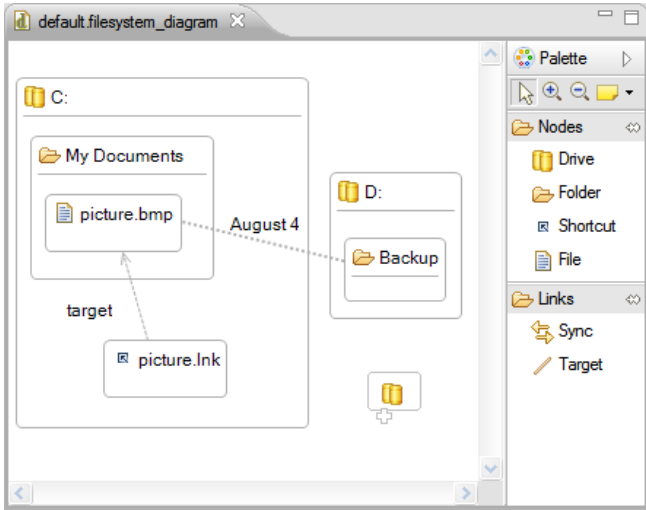 default.filesystem_diagram
Palette
C:
My Documents
picture.bmp
August 4
target
picture.lnk
D:
Backup
Nodes
Drive
Folder
Shortcut
File
Links
Sync
Target